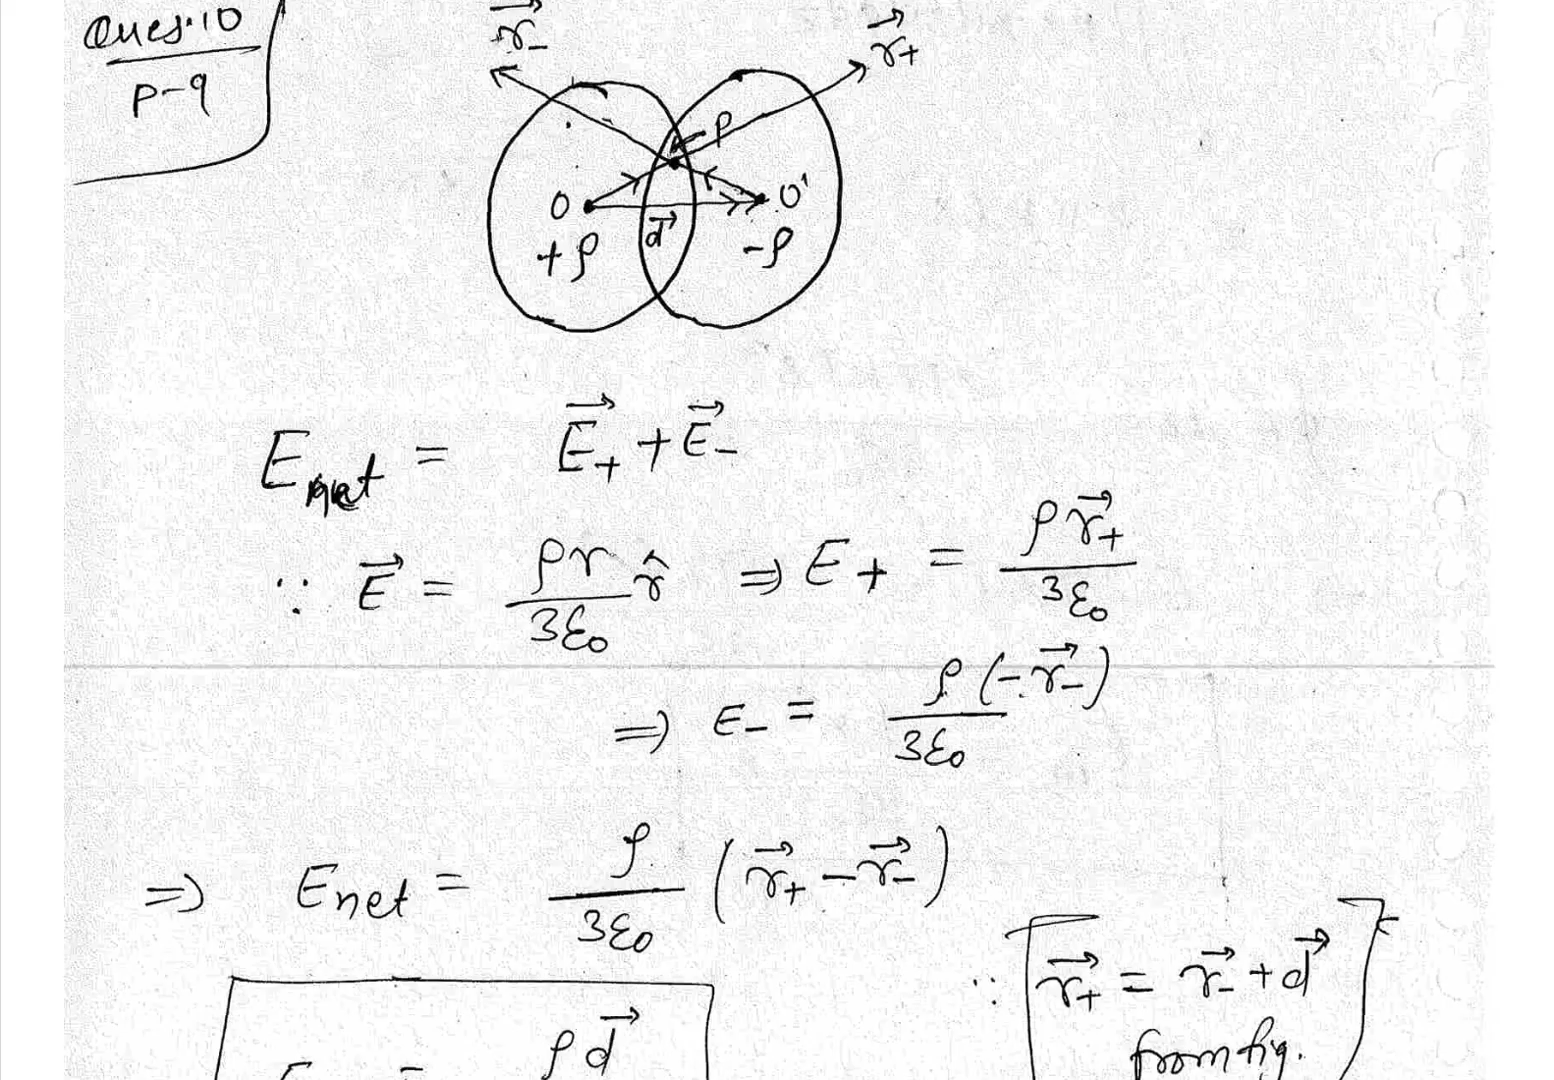 Ques.10
P-9
r⃗₋
r⃗₊
P
O
O'
d⃗
+ρ
-ρ
E_net = E⃗₊ + E⃗₋
∵ E⃗ = ρr/3ε₀ r̂ ⇒ E₊ = ρr⃗₊/3ε₀
⇒ E₋ = ρ(-r⃗₋)/3ε₀
⇒ E_net = ρ/3ε₀ (r⃗₊ - r⃗₋)
∵ [r⃗₊ = r⃗₋ + d⃗
from fig.
ρd⃗